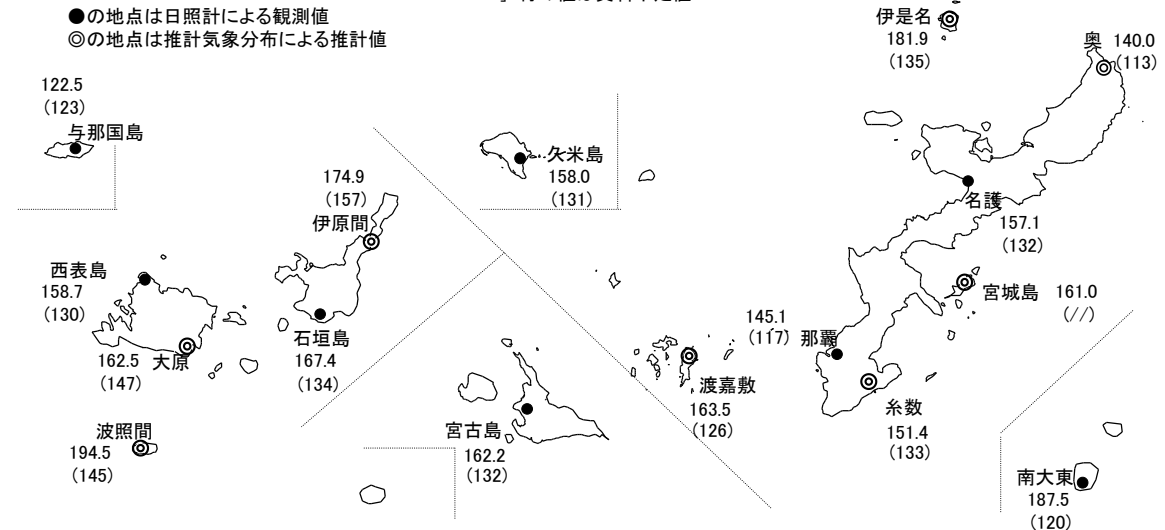 ●の地点は日照計による観測値
◎の地点は推計気象分布による推計値
伊是名
181.9
(135)
奥 140.0
(113)
122.5
(123)
与那国島
久米島
158.0
(131)
174.9
(157)
伊原間
名護
157.1
(132)
西表島
158.7
(130)
宮城島 161.0
(//)
石垣島
167.4
(134)
162.5 大原
(147)
145.1
(117) 那覇
渡嘉敷
163.5
(126)
糸数
151.4
(133)
波照間
194.5
(145)
宮古島
162.2
(132)
南大東
187.5
(120)